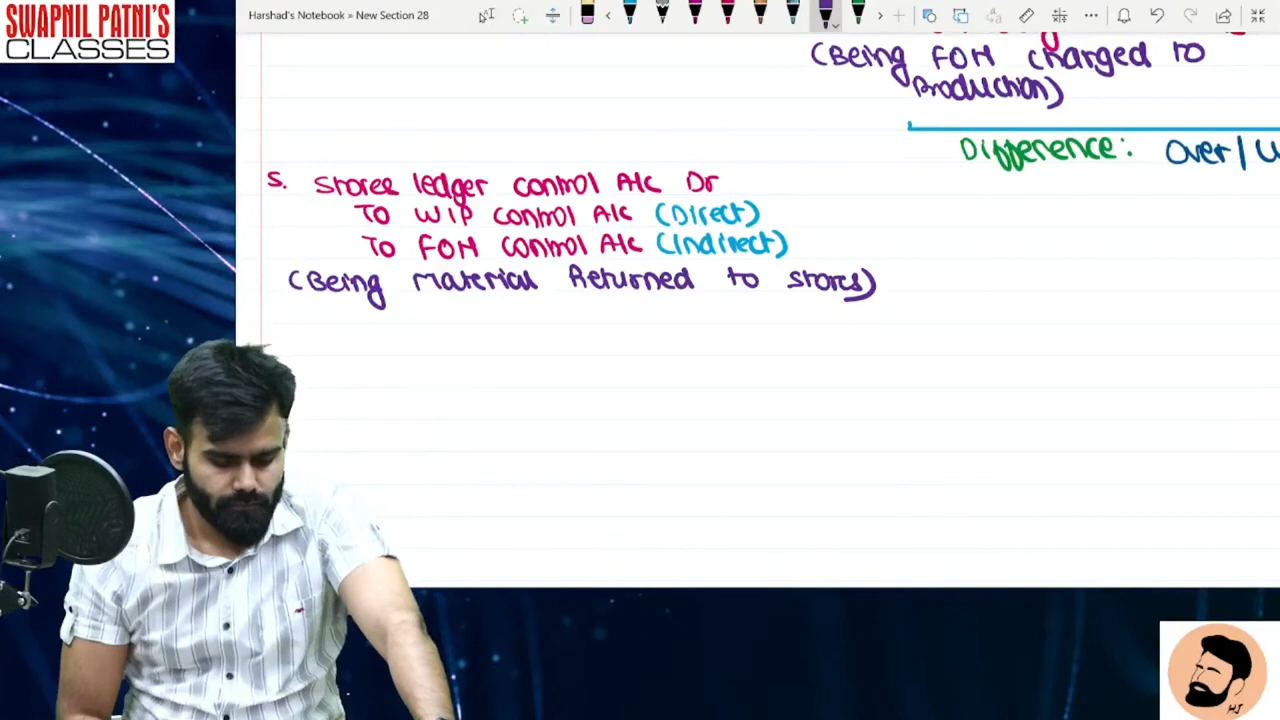 SWAPNIL PATNI'S
CLASSES
Harshad's Notebook » New Section 28
(Being FOH charged to
Production)
Difference: Over/U
5. Stores ledger control A/c Dr
To WIP control A/c (Direct)
To FOH control A/c (Indirect)
(Being Material Returned to stores)
HJ